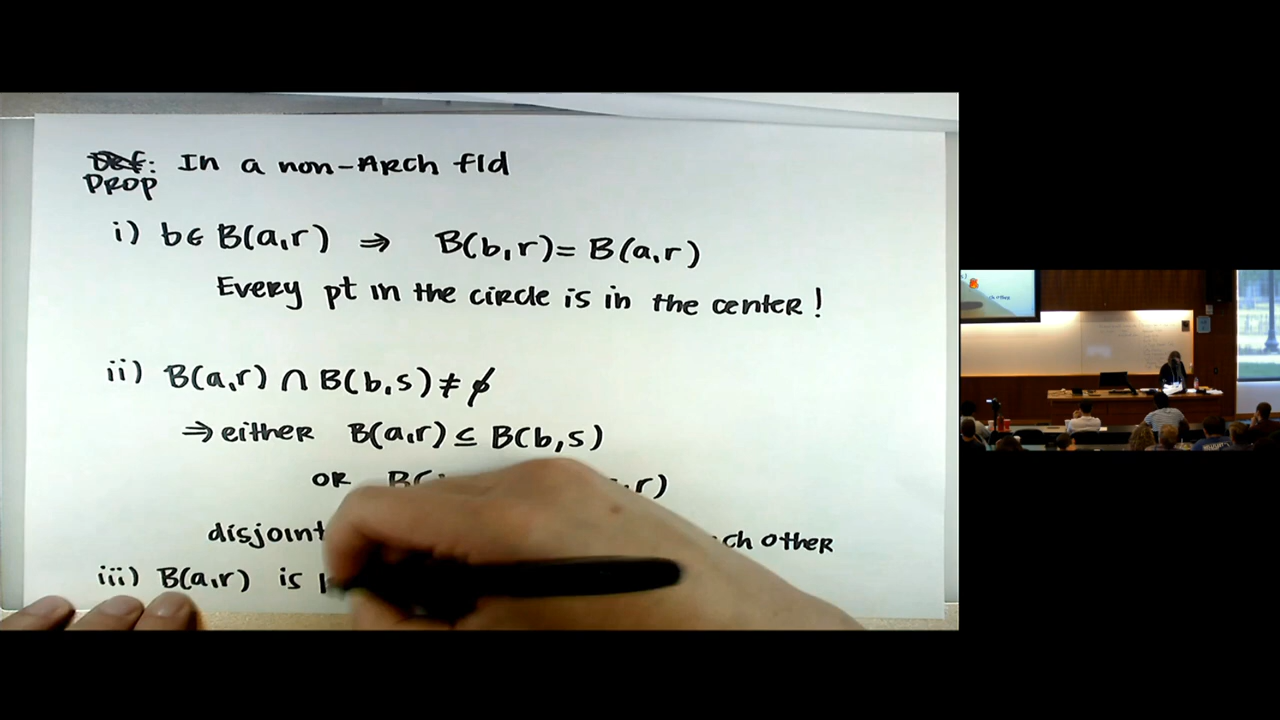 Def: In a non-Arch fld
PROP
i) b∈ B(a,r) ⇒ B(b,r)= B(a,r)
Every pt in the circle is in the center!
ii) B(a,r) ∩ B(b,s) ≠ ∅
⇒ either B(a,r) ⊆ B(b,s)
OR B( ,r)
disjoint ch other
iii) B(a,r) is